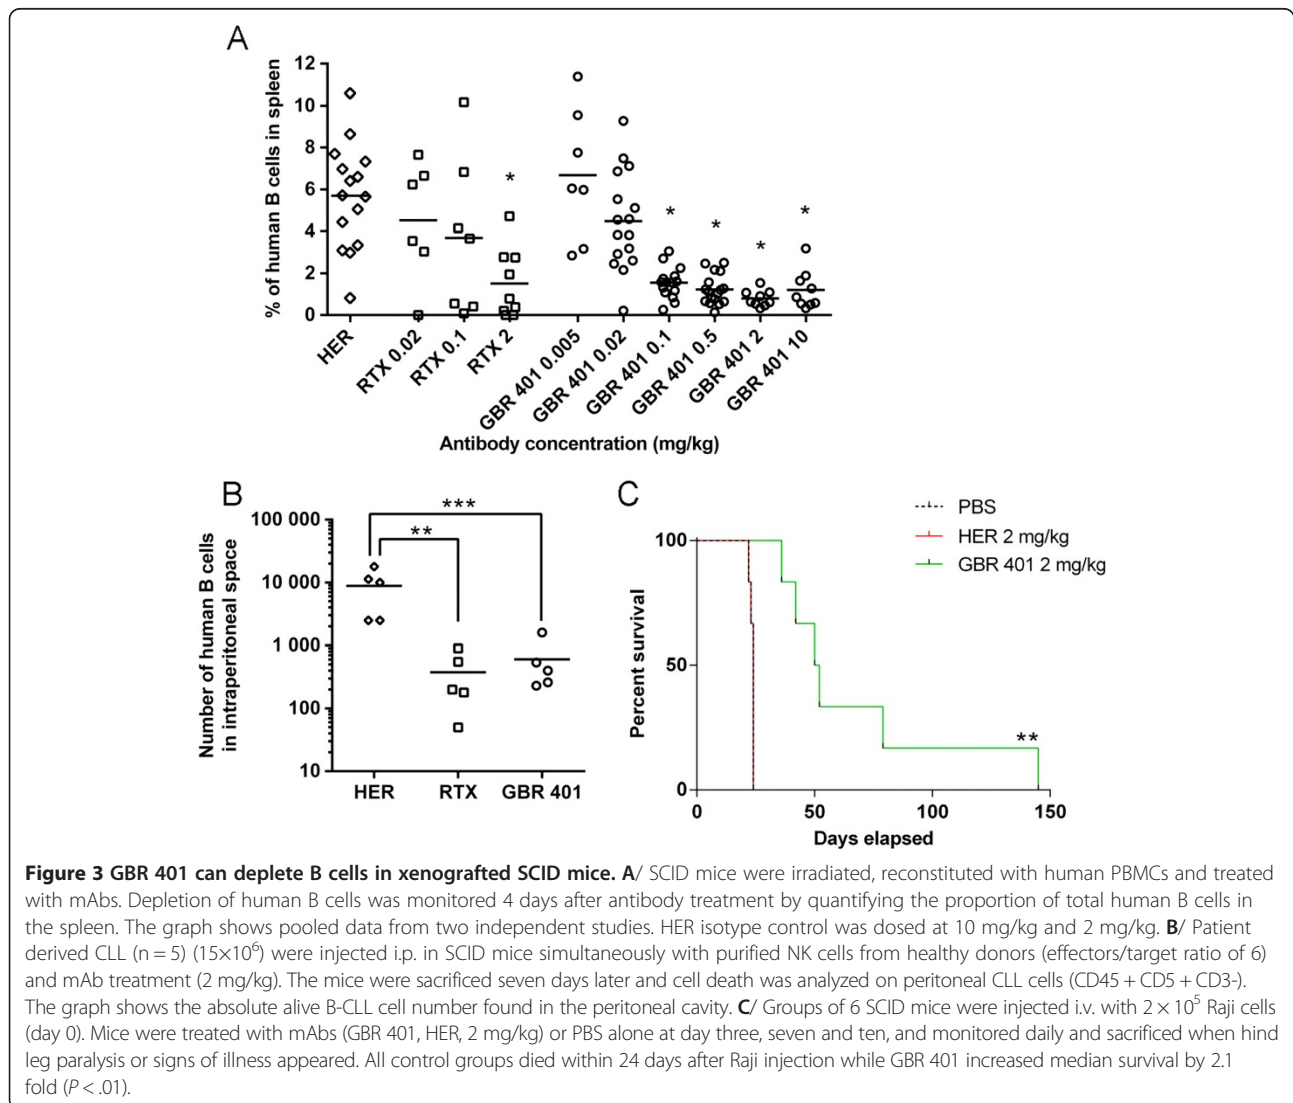 A
% of human B cells in spleen
12
10
8
6
4
2
0
*
*
*
*
*
HER
RTX 0.02
RTX 0.1
RTX 2
GBR 401 0.005
GBR 401 0.02
GBR 401 0.1
GBR 401 0.5
GBR 401 2
GBR 401 10
Antibody concentration (mg/kg)
B
Number of human B cells
in intraperitoneal space
100 000
10 000
1 000
100
10
***
**
HER
RTX
GBR 401
C
PBS
HER 2 mg/kg
GBR 401 2 mg/kg
Percent survival
100
50
0
**
0
50
100
150
Days elapsed
Figure 3 GBR 401 can deplete B cells in xenografted SCID mice. A/ SCID mice were irradiated, reconstituted with human PBMCs and treated
with mAbs. Depletion of human B cells was monitored 4 days after antibody treatment by quantifying the proportion of total human B cells in
the spleen. The graph shows pooled data from two independent studies. HER isotype control was dosed at 10 mg/kg and 2 mg/kg. B/ Patient
derived CLL (n = 5) (15×10⁶) were injected i.p. in SCID mice simultaneously with purified NK cells from healthy donors (effectors/target ratio of 6)
and mAb treatment (2 mg/kg). The mice were sacrificed seven days later and cell death was analyzed on peritoneal CLL cells (CD45 + CD5 + CD3-).
The graph shows the absolute alive B-CLL cell number found in the peritoneal cavity. C/ Groups of 6 SCID mice were injected i.v. with 2 × 10⁵ Raji cells
(day 0). Mice were treated with mAbs (GBR 401, HER, 2 mg/kg) or PBS alone at day three, seven and ten, and monitored daily and sacrificed when hind
leg paralysis or signs of illness appeared. All control groups died within 24 days after Raji injection while GBR 401 increased median survival by 2.1
fold (P < .01).